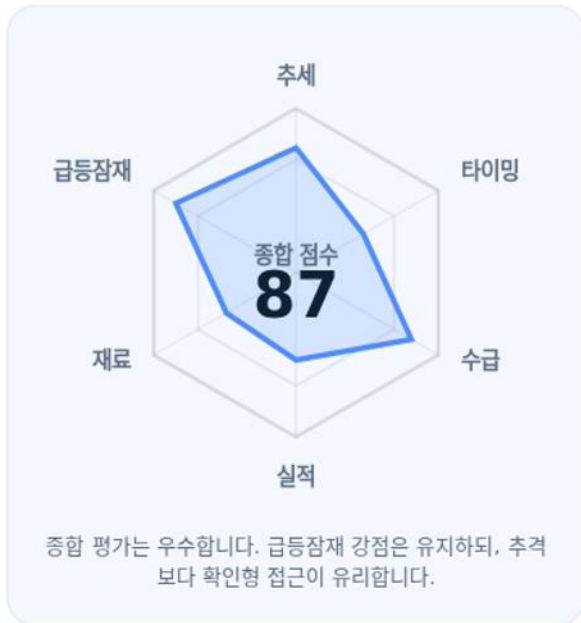 추세
급등잠재
타이밍
종합 점수
87
재료
수급
실적
종합 평가는 우수합니다. 급등잠재 강점은 유지하되, 추격
보다 확인형 접근이 유리합니다.